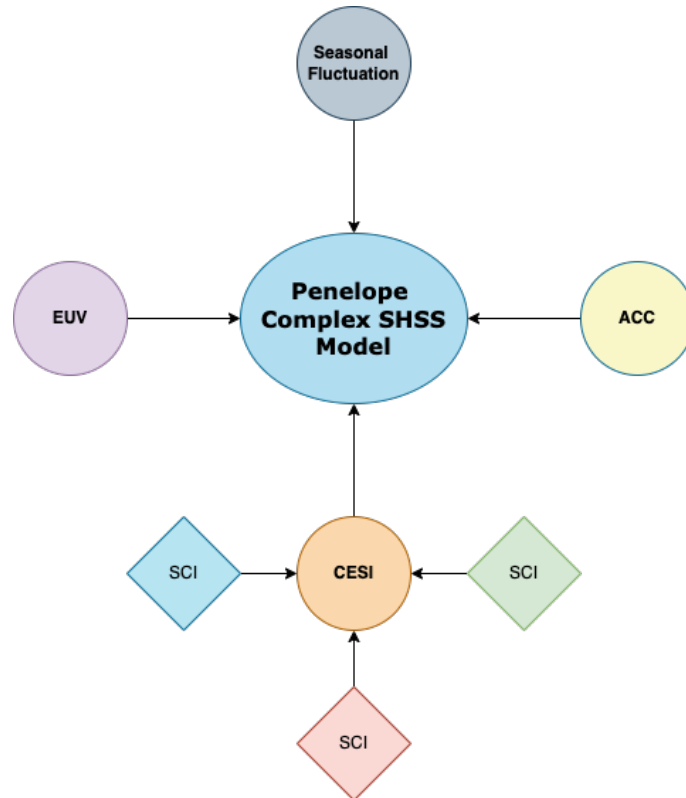 Seasonal
Fluctuation
EUV
Penelope
Complex SHSS
Model
ACC
SCI
CESI
SCI
SCI